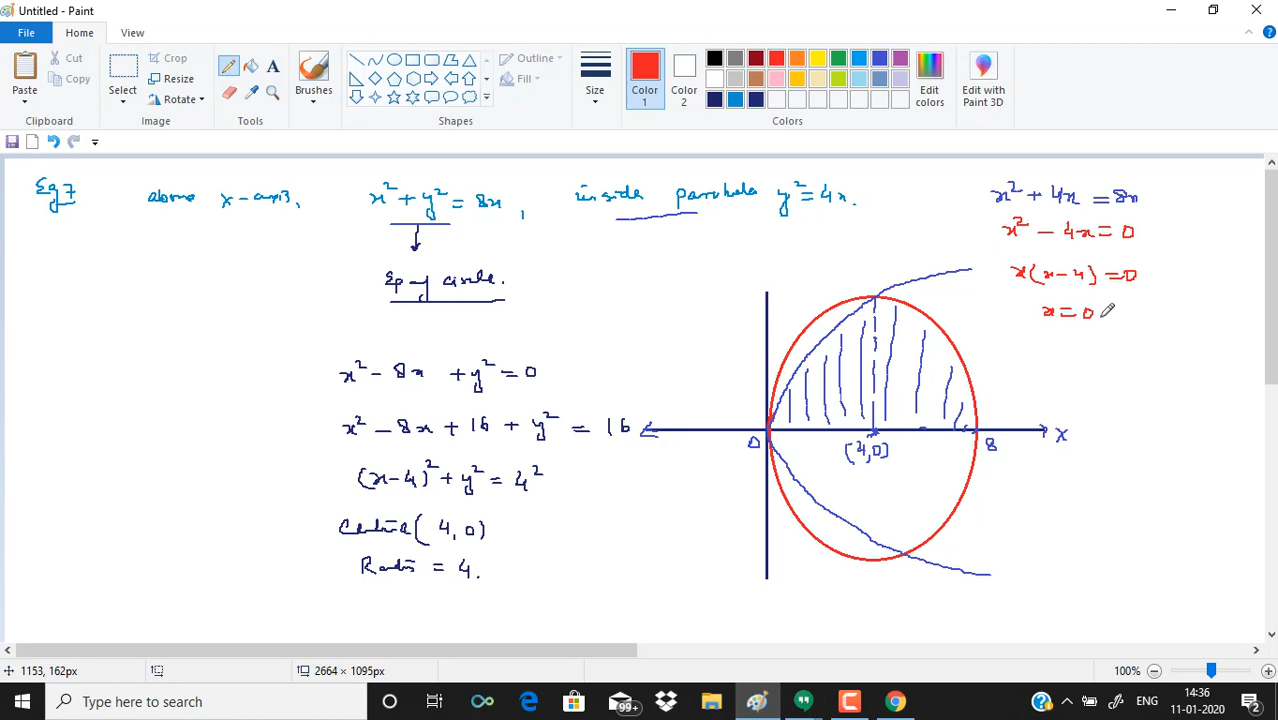 Untitled - Paint
File Home View
Paste Cut Copy Select Crop Resize Rotate Brushes Outline Fill Size Color 1 Color 2 Edit colors Edit with Paint 3D
Clipboard Image Tools Shapes Colors
Eg 7 above x-axis, x² + y² = 8x, inside parabola y² = 4x.
Eq of circle.
x² - 8x + y² = 0
x² - 8x + 16 + y² = 16
(x-4)² + y² = 4²
Centre (4,0)
Radius = 4.
x² + 4x = 8x
x² - 4x = 0
x(x-4) = 0
x = 0
0 (4,0) 8 X
1153, 162px 2664 × 1095px 100%
Type here to search 99+ ENG 14:36 11-01-2020 2